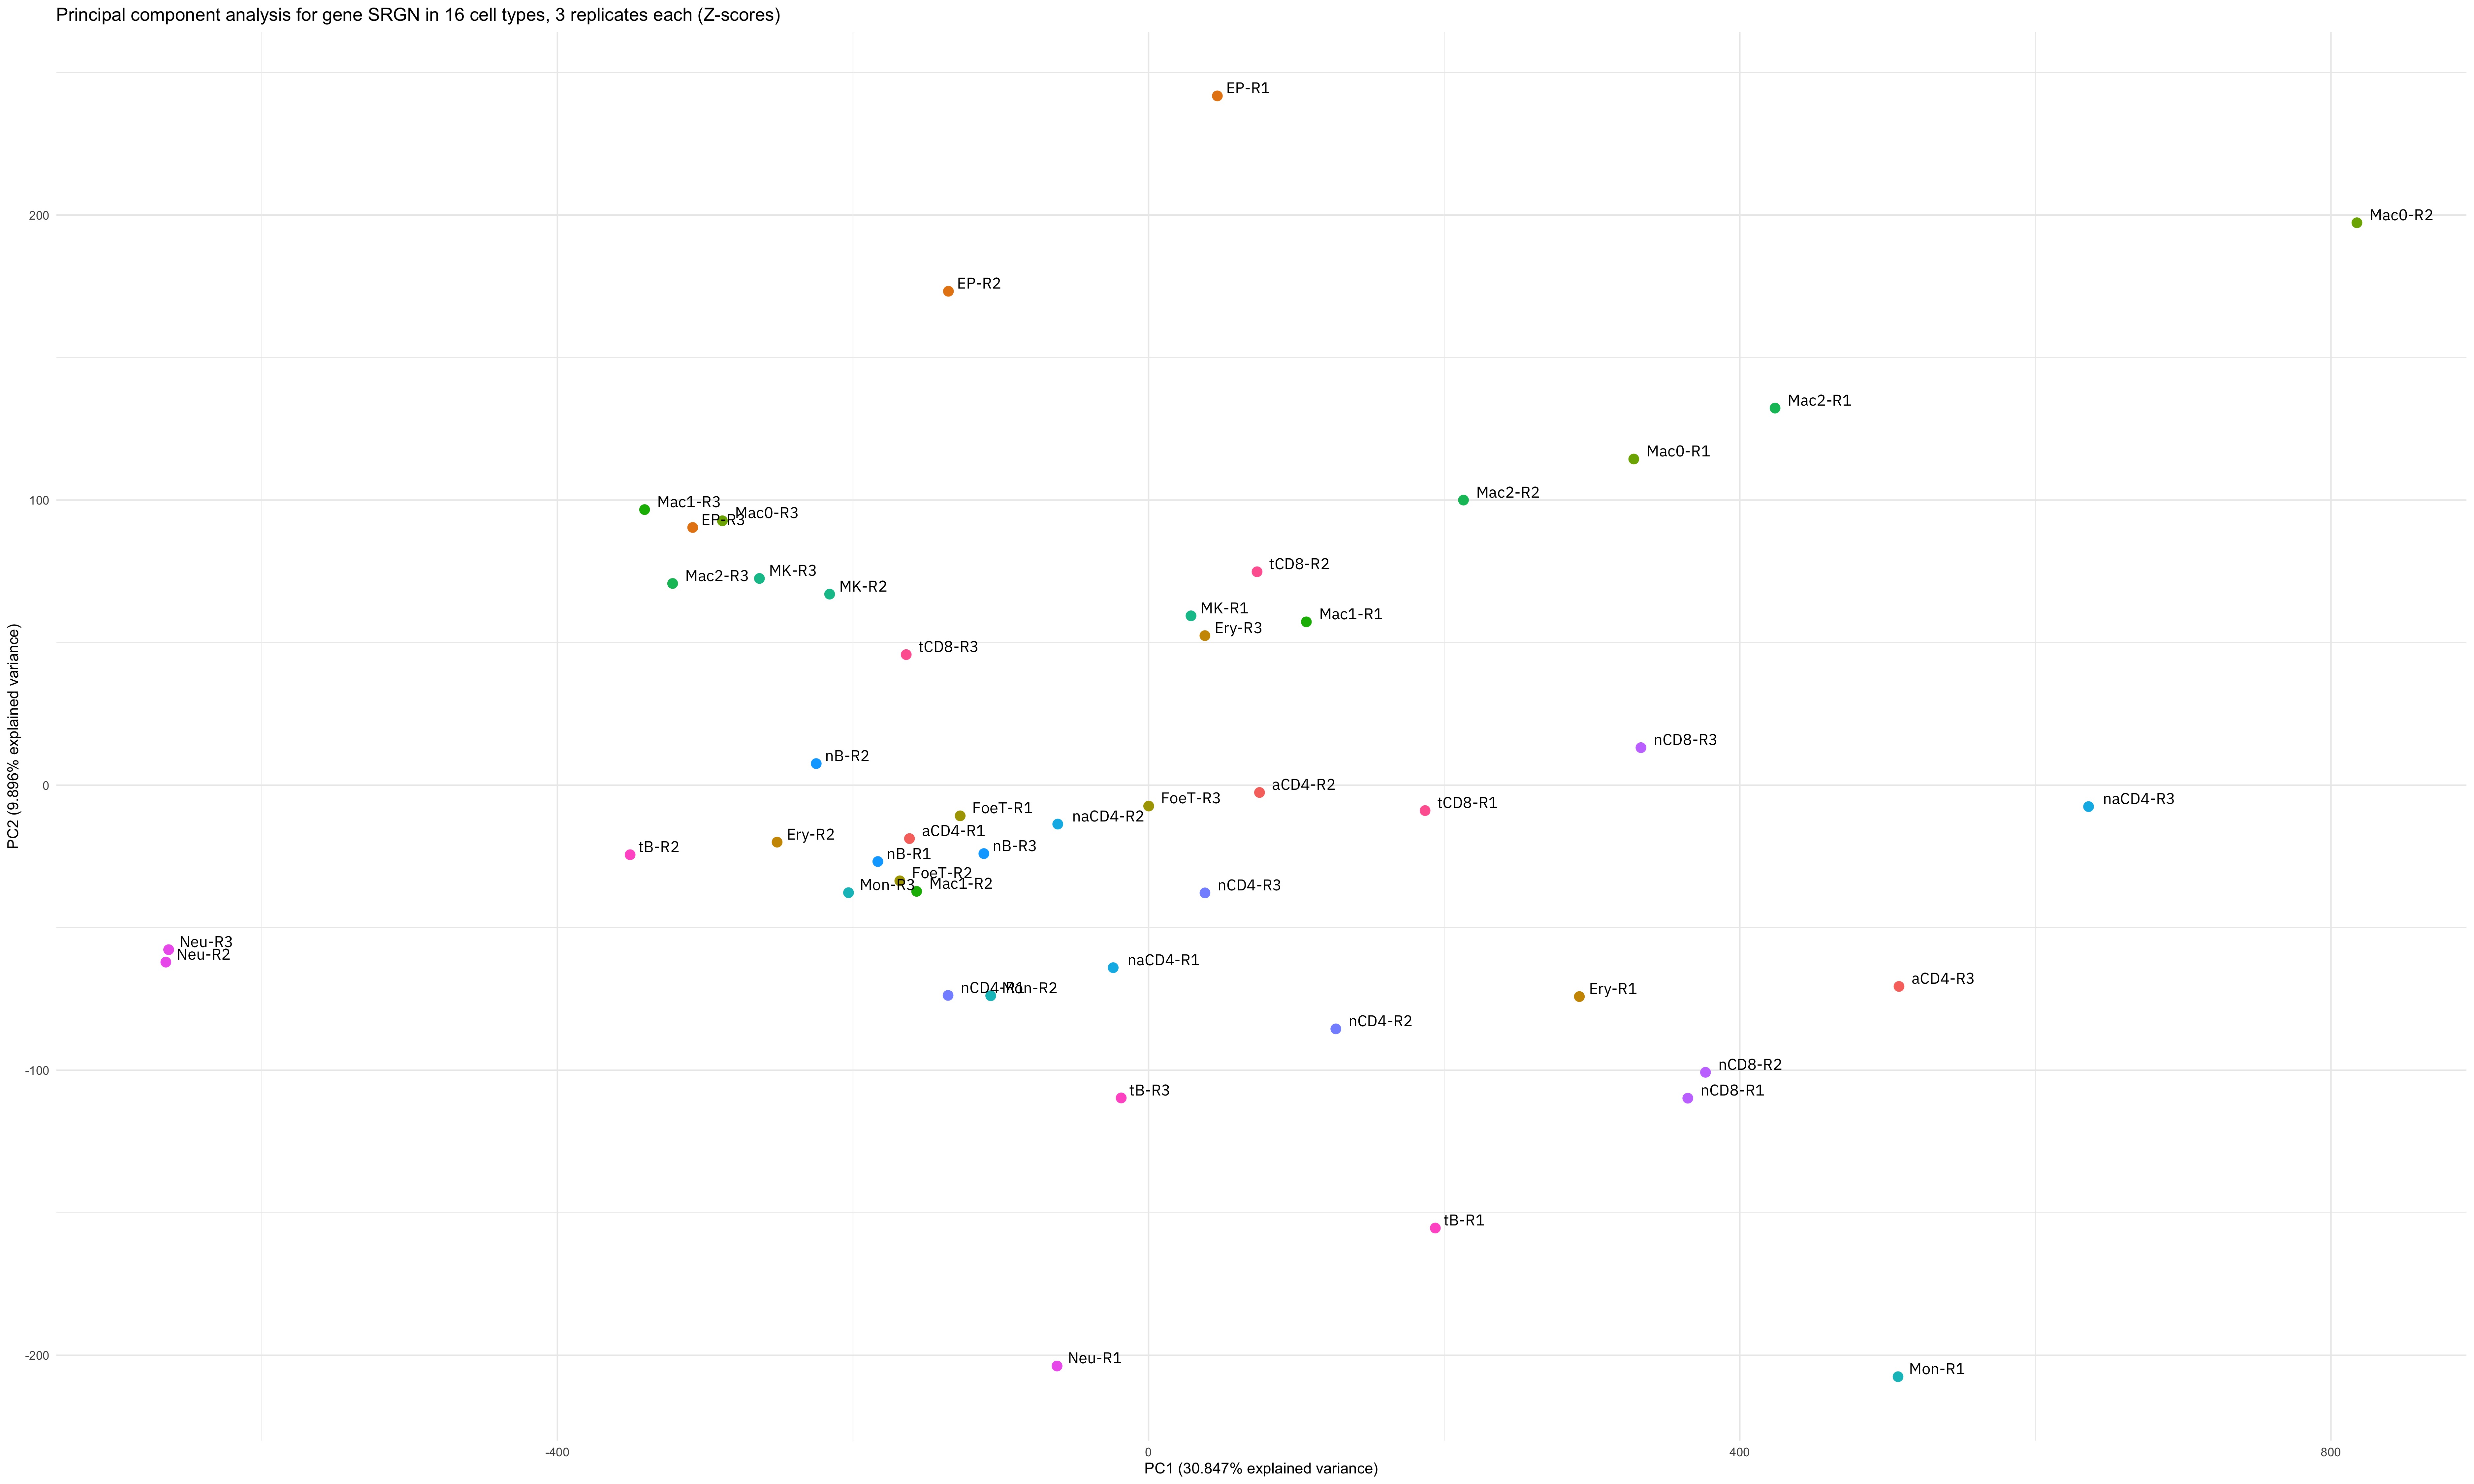 Principal component analysis for gene SRGN in 16 cell types, 3 replicates each (Z-scores)
EP-R1
200
Mac0-R2
EP-R2
Mac2-R1
Mac0-R1
Mac2-R2
100
Mac1-R3
Mac0-R3
EP-R3
tCD8-R2
MK-R3
Mac2-R3
MK-R2
MK-R1
Mac1-R1
Ery-R3
tCD8-R3
nCD8-R3
nB-R2
0
aCD4-R2
FoeT-R3
naCD4-R3
tCD8-R1
FoeT-R1
naCD4-R2
aCD4-R1
Ery-R2
nB-R3
tB-R2
nB-R1
FoeT-R2
Mon-R3
Mac1-R2
nCD4-R3
Neu-R3
Neu-R2
naCD4-R1
aCD4-R3
nCD4-R1
Mon-R2
Ery-R1
nCD4-R2
nCD8-R2
-100
tB-R3
nCD8-R1
tB-R1
-200
Neu-R1
Mon-R1
-400
0
400
800
PC1 (30.847% explained variance)
PC2 (9.896% explained variance)